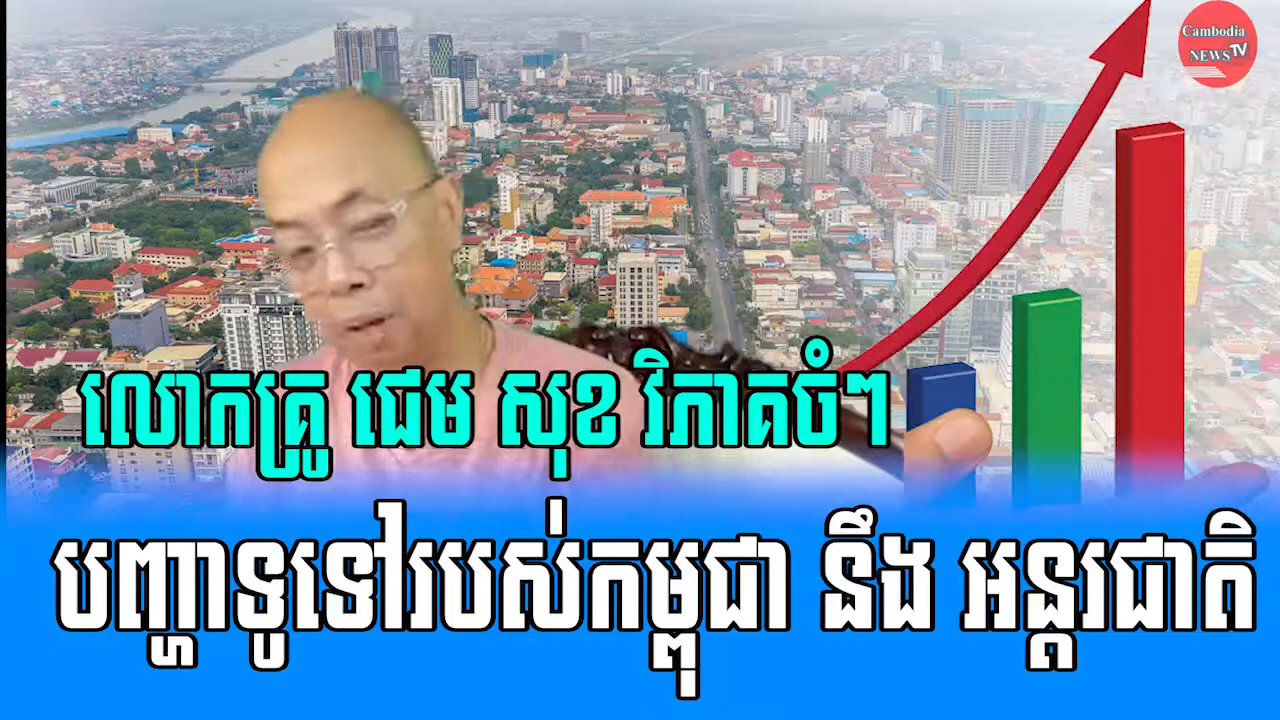 Cambodia
NEWS TV
លោកគ្រូ ជេម សុខ វិភាគចំៗ
បញ្ហាទូទៅរបស់កម្ពុជា នឹង អន្តរជាតិ